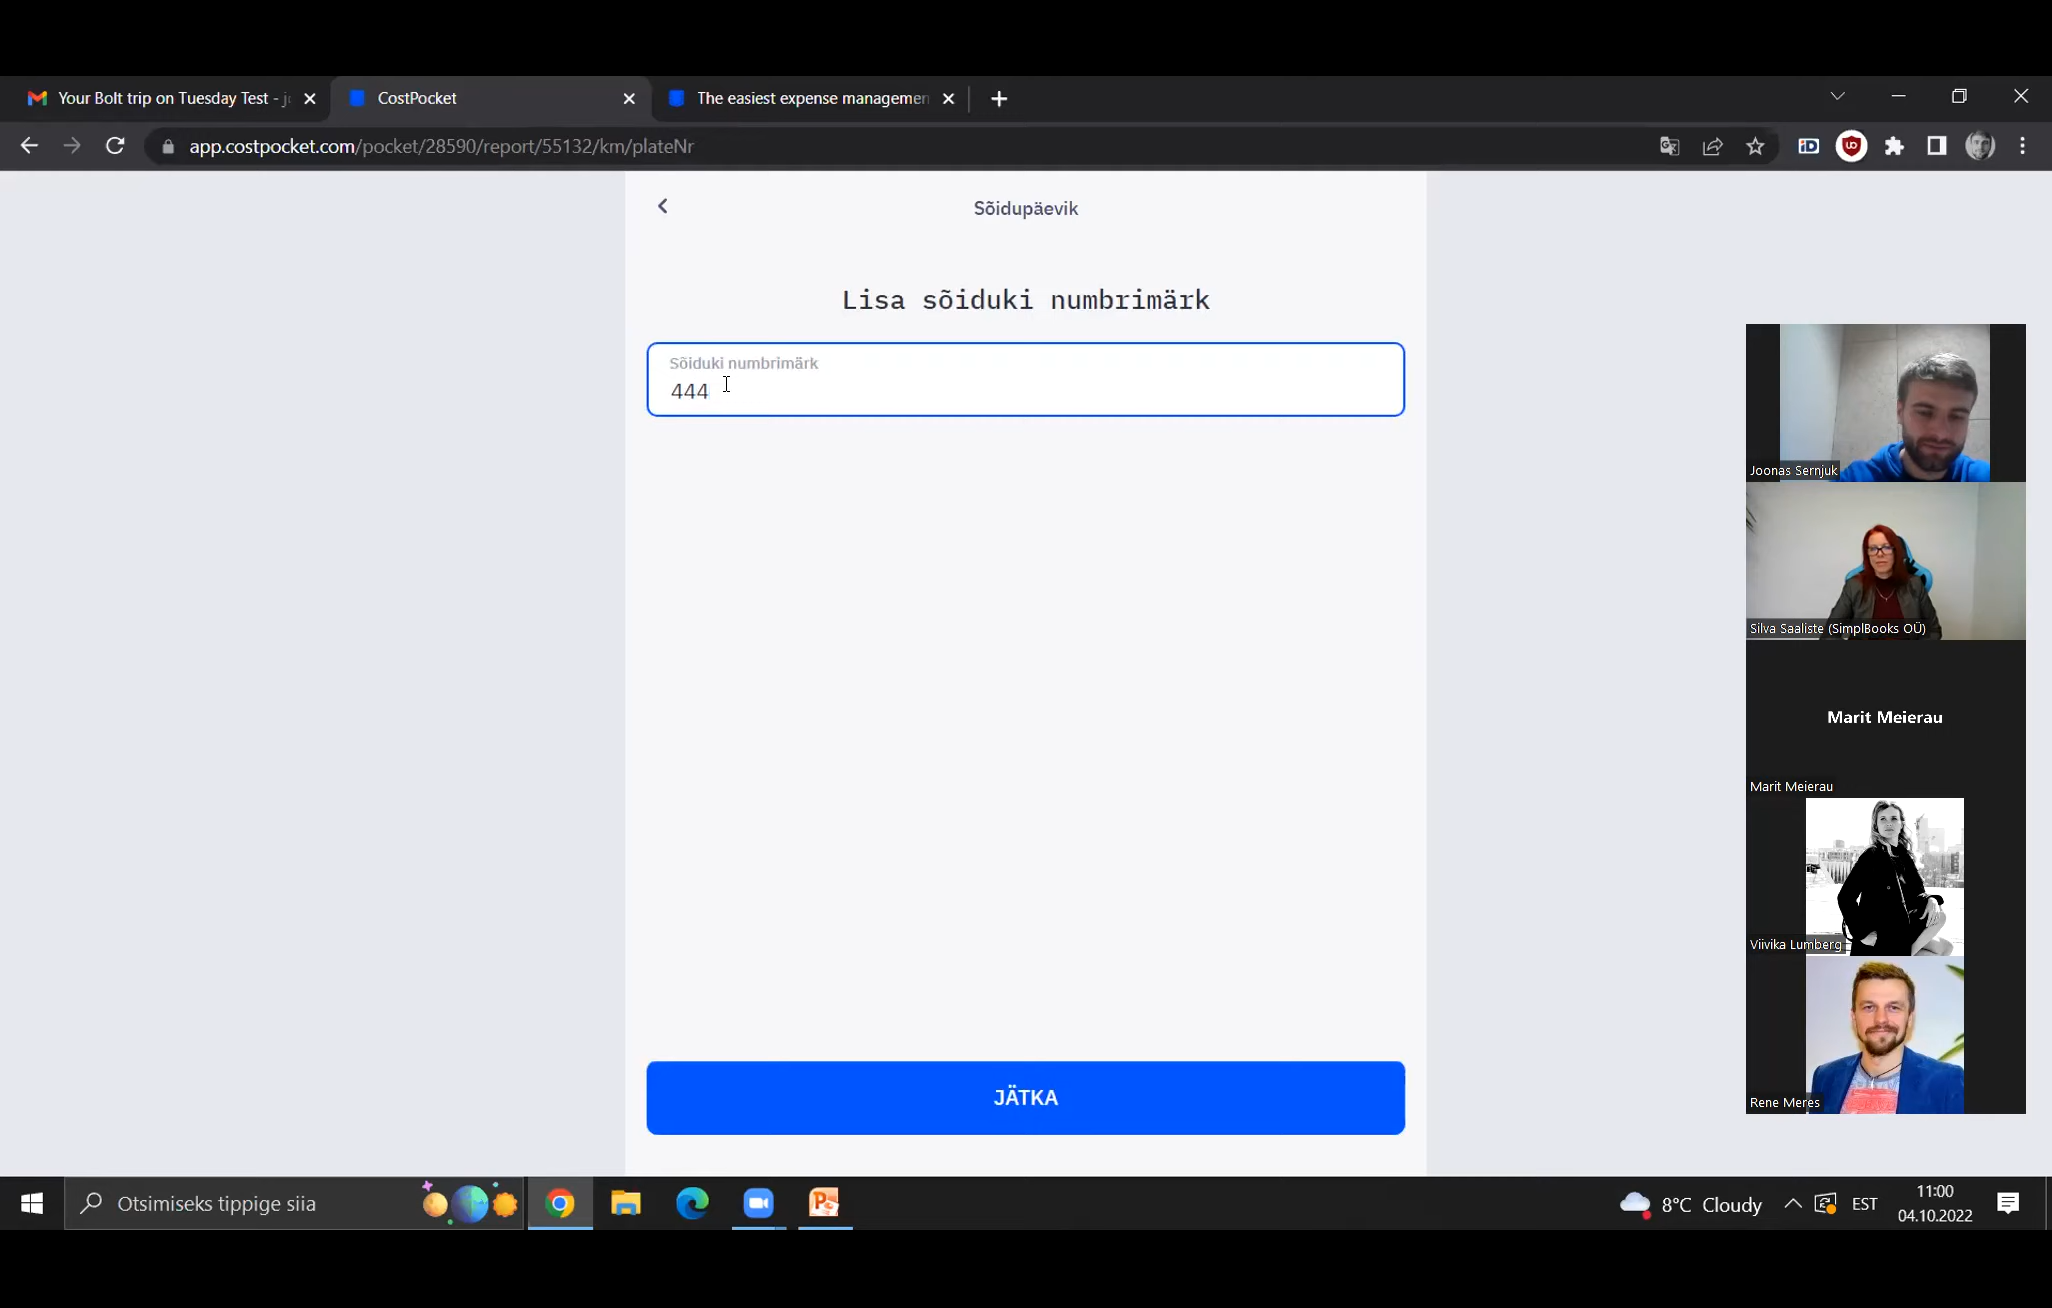 Your Bolt trip on Tuesday Test - j
CostPocket
The easiest expense managemen
app.costpocket.com/pocket/28590/report/55132/km/plateNr
Sõidupäevik
Lisa sõiduki numbrimärk
Sõiduki numbrimärk
444
JÄTKA
Joonas Sernjuk
Silva Saaliste (SimplBooks OÜ)
Marit Meierau
Marit Meierau
Viivika Lumberg
Rene Meres
Otsimiseks tippige siia
8°C Cloudy
EST
11:00
04.10.2022